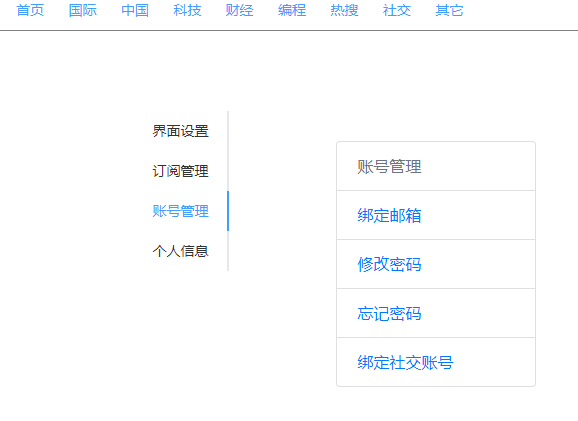 首页 国际 中国 科技 财经 编程 热搜 社交 其它
界面设置
订阅管理
账号管理
个人信息
账号管理
绑定邮箱
修改密码
忘记密码
绑定社交账号